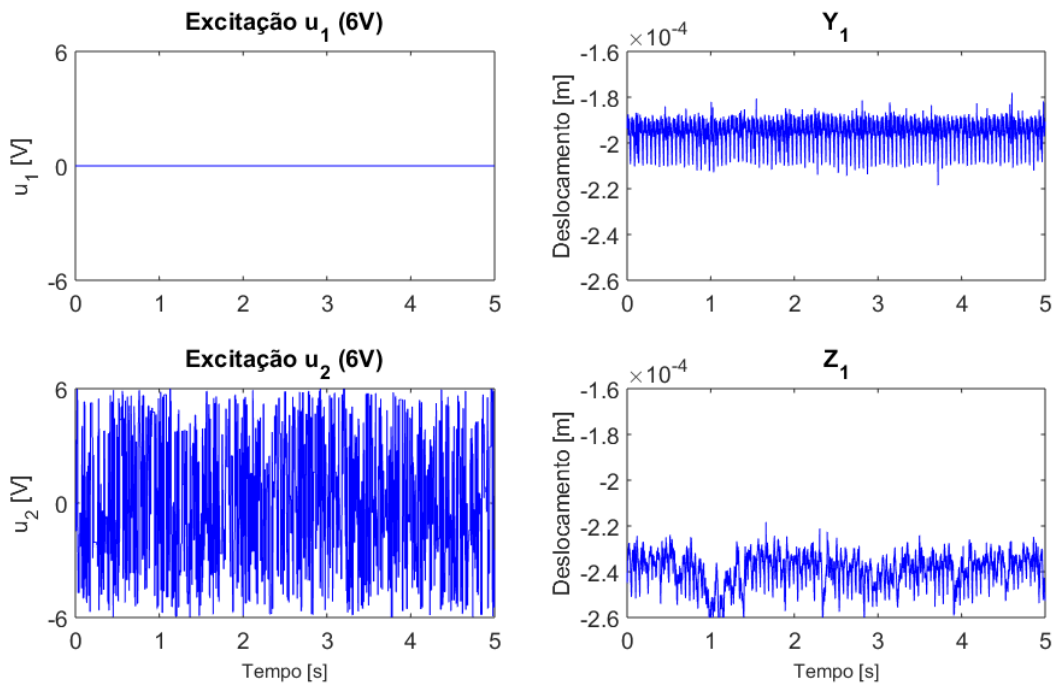 Excitação u1 (6V)
6
0
-6
u1 [V]
0 1 2 3 4 5
Y1
×10-4
-1.6
-1.8
-2
-2.2
-2.4
-2.6
Deslocamento [m]
0 1 2 3 4 5
Excitação u2 (6V)
6
0
-6
u2 [V]
0 1 2 3 4 5
Tempo [s]
Z1
×10-4
-1.6
-1.8
-2
-2.2
-2.4
-2.6
Deslocamento [m]
0 1 2 3 4 5
Tempo [s]